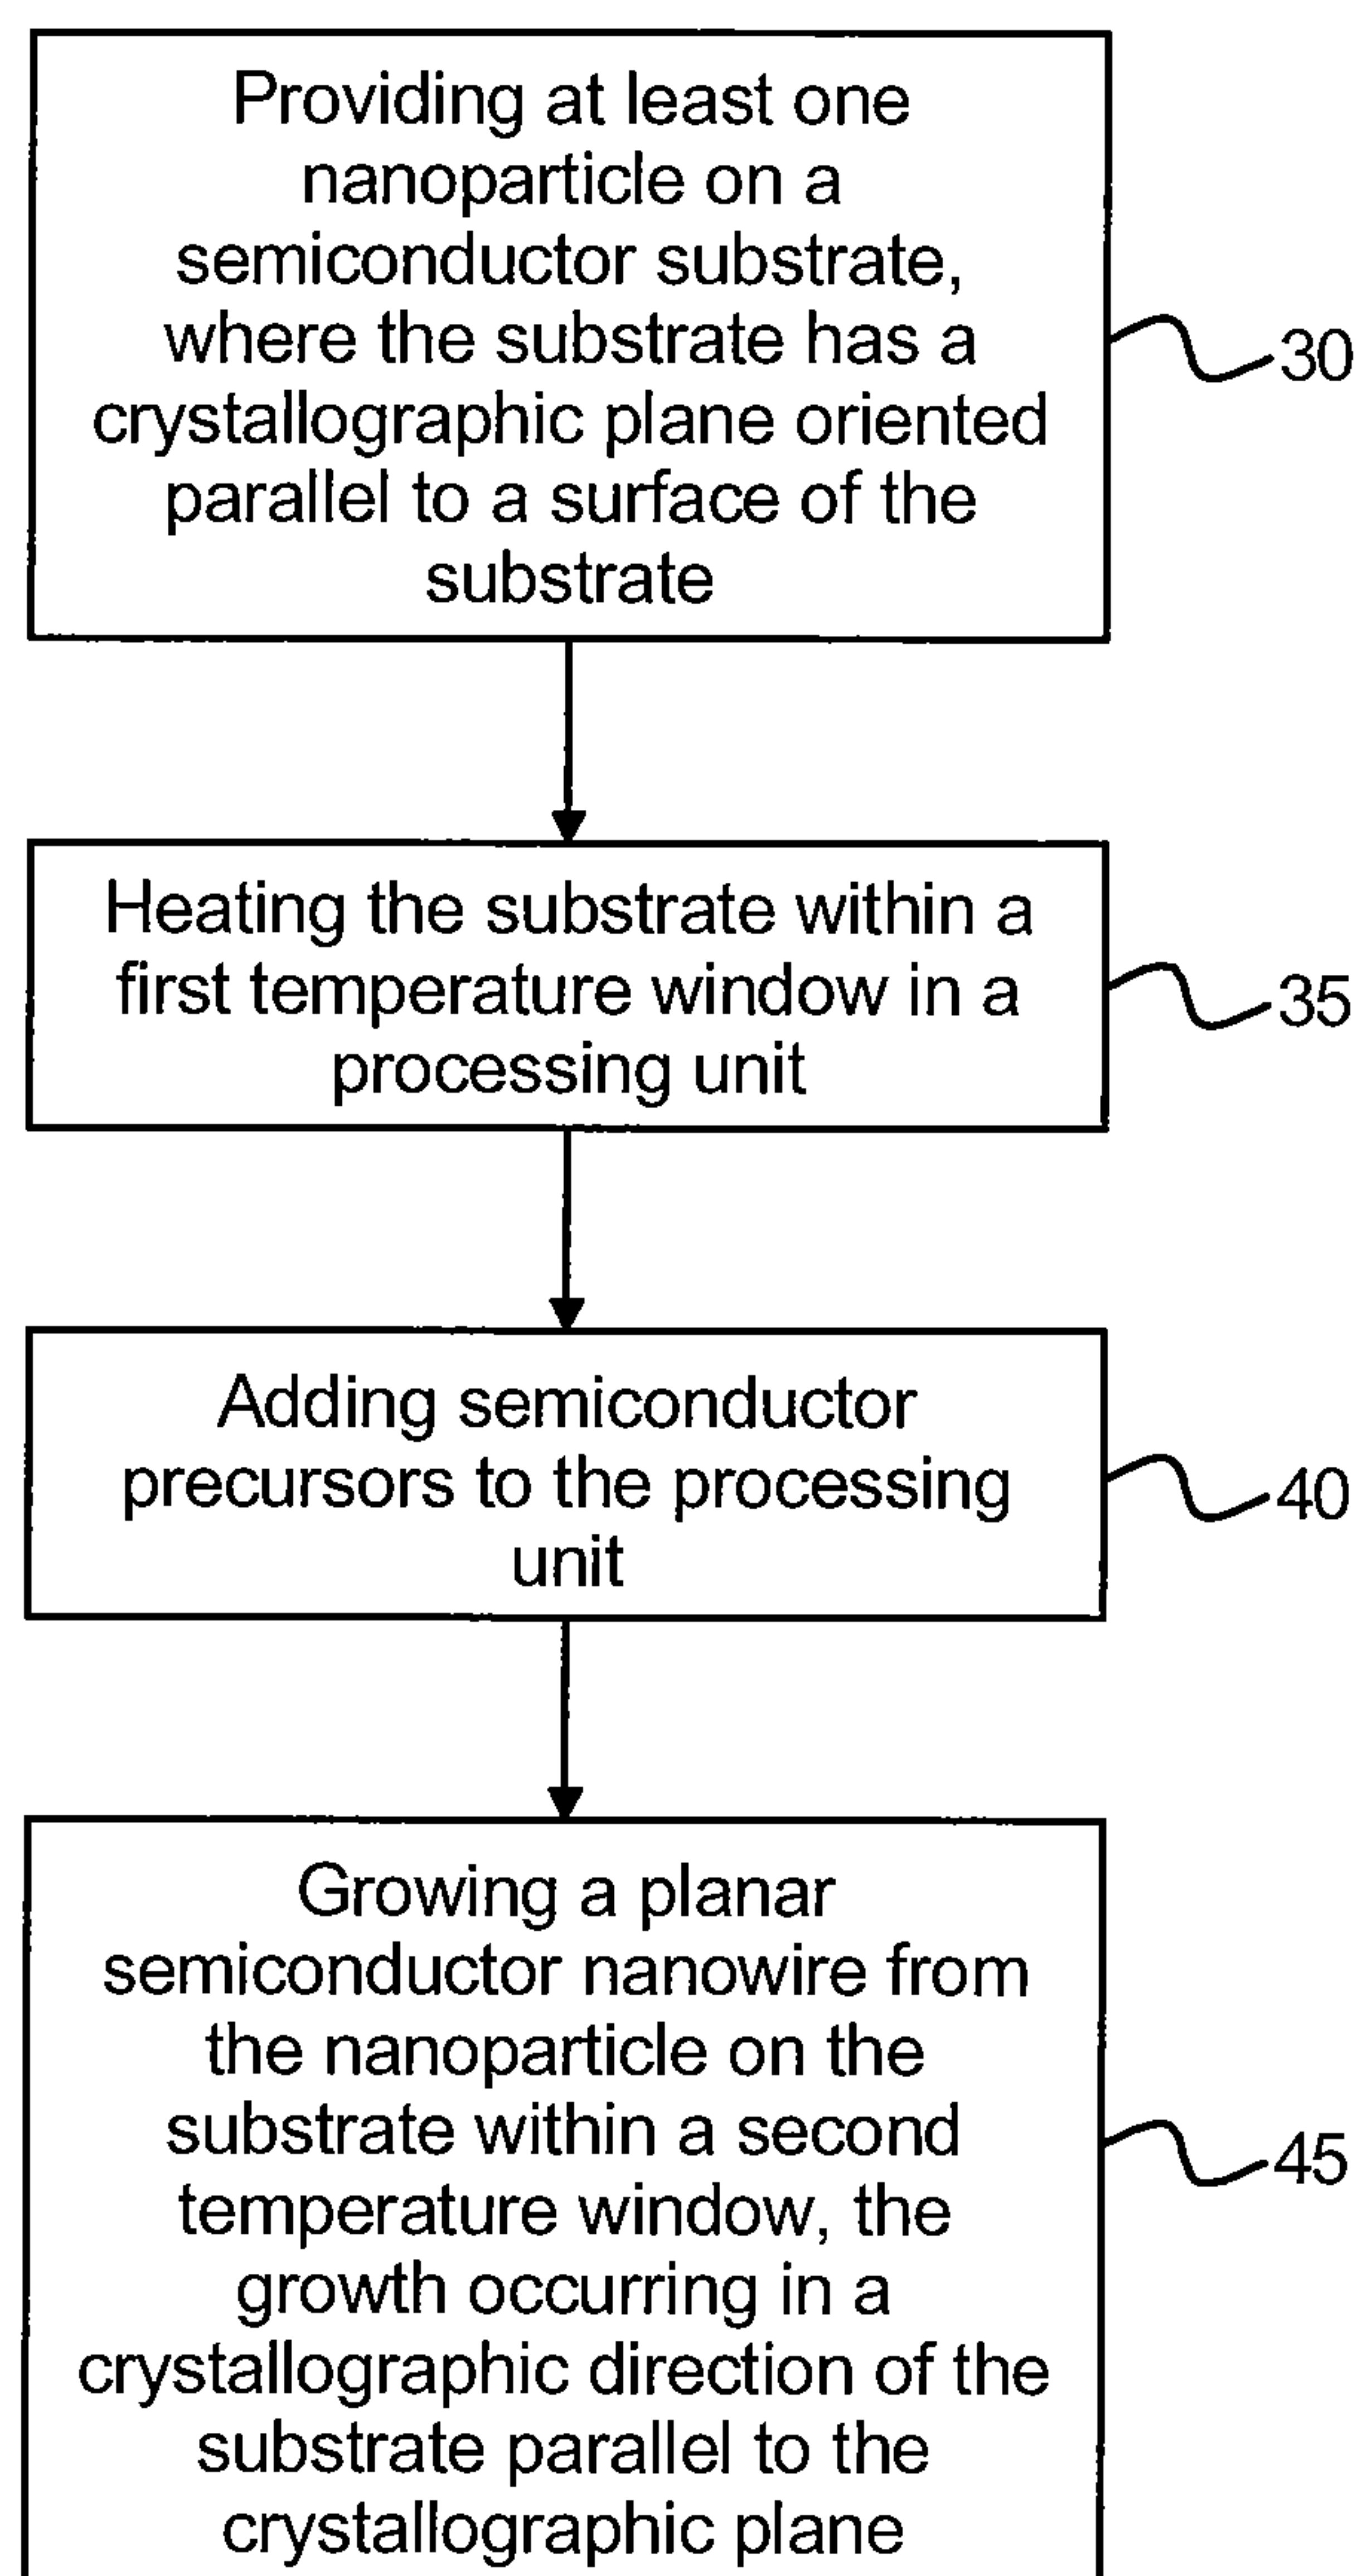 Providing at least one
nanoparticle on a
semiconductor substrate,
where the substrate has a
crystallographic plane oriented
parallel to a surface of the
substrate
30
Heating the substrate within a
first temperature window in a
processing unit
35
Adding semiconductor
precursors to the processing
unit
40
Growing a planar
semiconductor nanowire from
the nanoparticle on the
substrate within a second
temperature window, the
growth occurring in a
crystallographic direction of the
substrate parallel to the
crystallographic plane
45